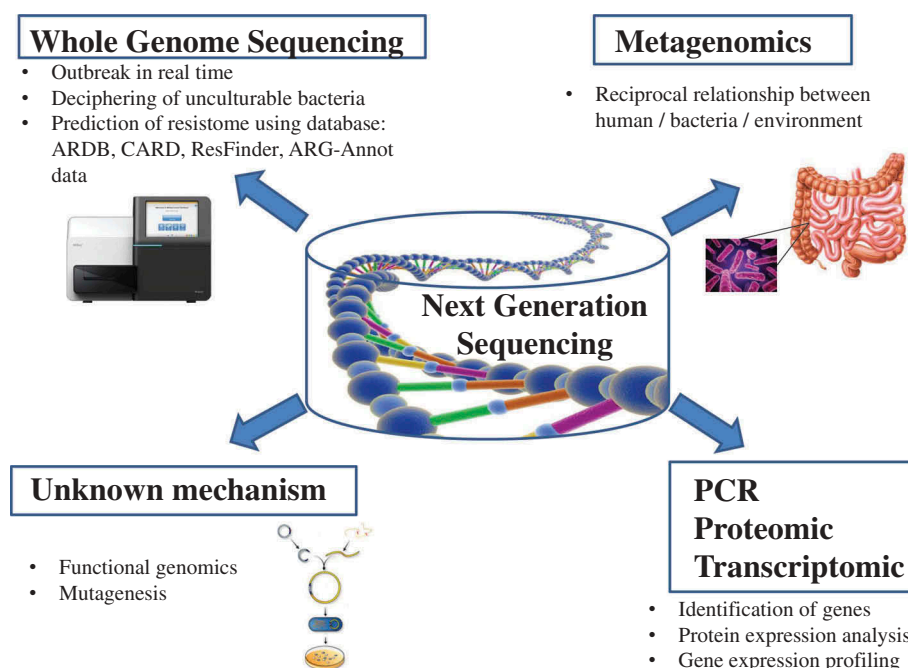 Whole Genome Sequencing
• Outbreak in real time
• Deciphering of unculturable bacteria
• Prediction of resistome using database:
ARDB, CARD, ResFinder, ARG-Annot
data
Metagenomics
• Reciprocal relationship between
human / bacteria / environment
Next Generation
Sequencing
Unknown mechanism
• Functional genomics
• Mutagenesis
PCR
Proteomic
Transcriptomic
• Identification of genes
• Protein expression analysis
• Gene expression profiling